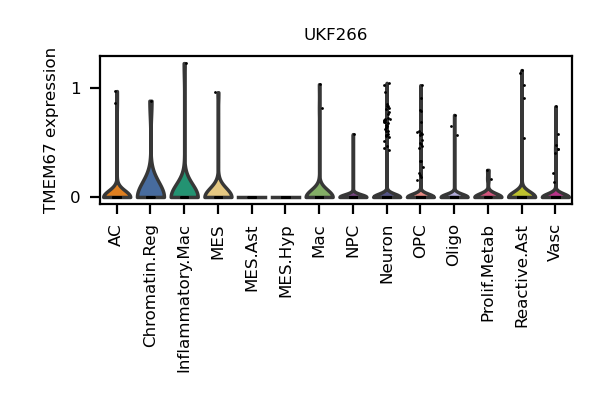 UKF266
TMEM67 expression
1
0
AC
Chromatin.Reg
Inflammatory.Mac
MES
MES.Ast
MES.Hyp
Mac
NPC
Neuron
OPC
Oligo
Prolif.Metab
Reactive.Ast
Vasc